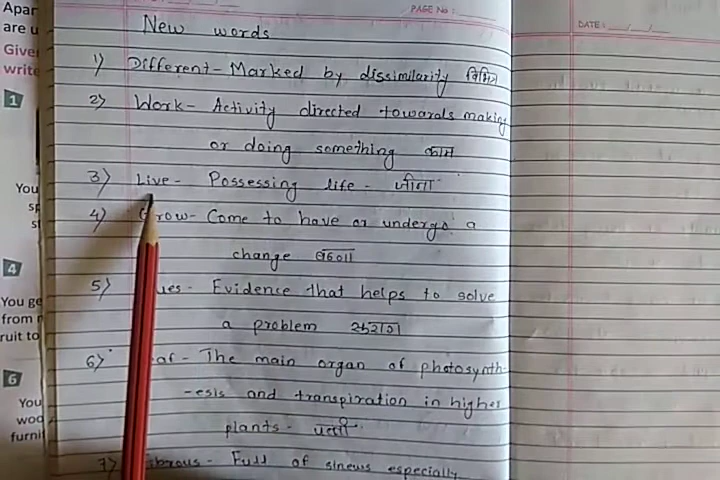 PAGE No:
DATE:
New words
1) Different - Marked by dissimilarity विभिन्न
2) Work - Activity directed towards making
or doing something काम
3) Live - Possessing life - जीना
4) Grow - Come to have or undergo a
change बढना
5) ues - Evidence that helps to solve
a problem सुराग
6) af - The main organ of photosynth-
-esis and transpiration in higher
plants - पत्ती
7) ibrous - Full of sinews especially
Apar
are u
Give
write
1
You
sp
st
4
You ge
from
ruit to
6
You
woo
furni